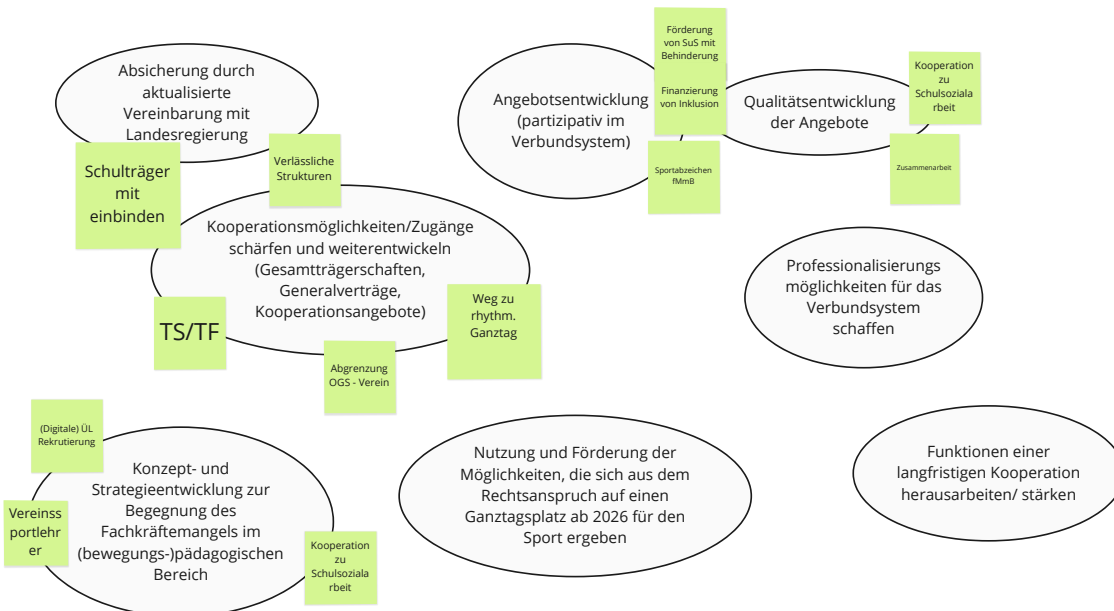 Absicherung durch
aktualisierte
Vereinbarung mit
Landesregierung
Schulträger
mit
einbinden
Verlässliche
Strukturen
Kooperationsmöglichkeiten/Zugänge
schärfen und weiterentwickeln
(Gesamtträgerschaften,
Generalverträge,
Kooperationsangebote)
TS/TF
Abgrenzung
OGS - Verein
Weg zu
rhythm.
Ganztag
Angebotsentwicklung
(partizipativ im
Verbundsystem)
Förderung
von SuS mit
Behinderung
Finanzierung
von Inklusion
Sportabzeichen
fMmB
Qualitätsentwicklung
der Angebote
Kooperation
zu
Schulsoziala
rbeit
Zusammenarbeit
Professionalisierungs
möglichkeiten für das
Verbundsystem
schaffen
(Digitale) ÜL
Rekrutierung
Vereinss
portlehr
er
Konzept- und
Strategieentwicklung zur
Begegnung des
Fachkräftemangels im
(bewegungs-)pädagogischen
Bereich
Kooperation
zu
Schulsoziala
rbeit
Nutzung und Förderung der
Möglichkeiten, die sich aus dem
Rechtsanspruch auf einen
Ganztagsplatz ab 2026 für den
Sport ergeben
Funktionen einer
langfristigen Kooperation
herausarbeiten/ stärken